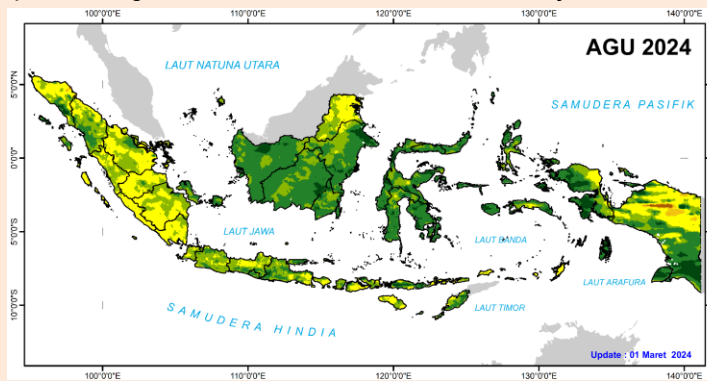 100°0'0"E 110°0'0"E 120°0'0"E 130°0'0"E 140°0'0"E
AGU 2024
LAUT NATUNA UTARA
5°0'0"N
SAMUDERA PASIFIK
0°0'0"
5°0'0"S
LAUT JAWA
LAUT BANDA
LAUT ARAFURA
10°0'0"S
SAMUDERA HINDIA
LAUT TIMOR
Update : 01 Maret 2024
100°0'0"E 110°0'0"E 120°0'0"E 130°0'0"E 140°0'0"E